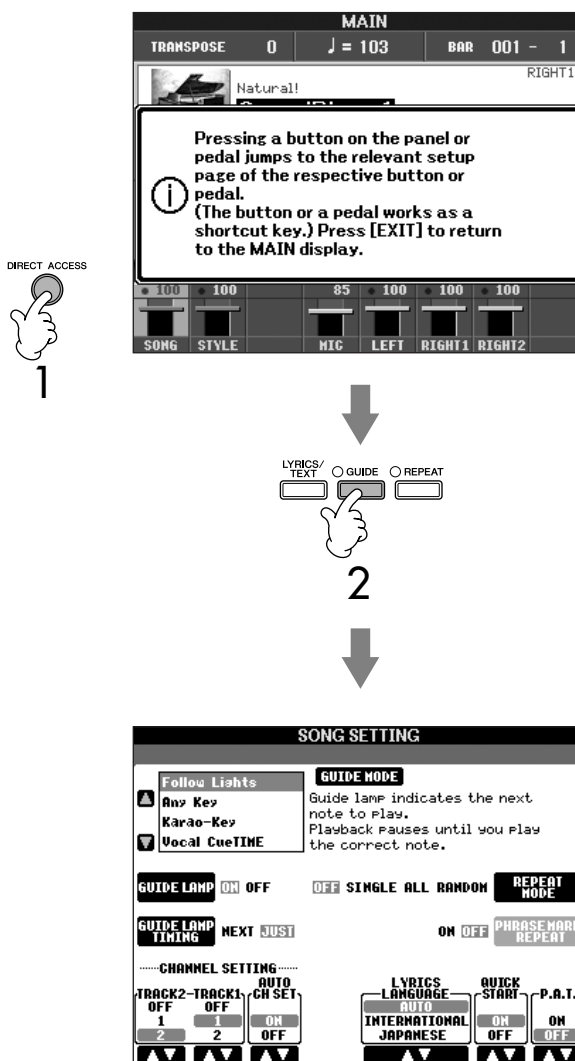 MAIN
TRANSPOSE 0 ♩ = 103 BAR 001 - 1
RIGHT1
Natural!
Pressing a button on the panel or
pedal jumps to the relevant setup
page of the respective button or
pedal.
(The button or a pedal works as a
shortcut key.) Press [EXIT] to return
to the MAIN display.
DIRECT ACCESS
1
100 100 85 100 100 100
SONG STYLE MIC LEFT RIGHT1 RIGHT2
LYRICS/
TEXT GUIDE REPEAT
2
SONG SETTING
Follow Lights
Any Key
Karao-Key
Vocal CueTIME
GUIDE MODE
Guide lamp indicates the next
note to play.
Playback pauses until you play
the correct note.
GUIDE LAMP ON OFF
OFF SINGLE ALL RANDOM
REPEAT
MODE
GUIDE LAMP
TIMING
NEXT JUST
ON OFF
PHRASE MARK
REPEAT
CHANNEL SETTING
TRACK2-TRACK1
AUTO
CH SET
OFF OFF
1 1 ON
2 2 OFF
LYRICS
LANGUAGE
AUTO
INTERNATIONAL
JAPANESE
QUICK
START
ON
OFF
P.A.T.
ON
OFF